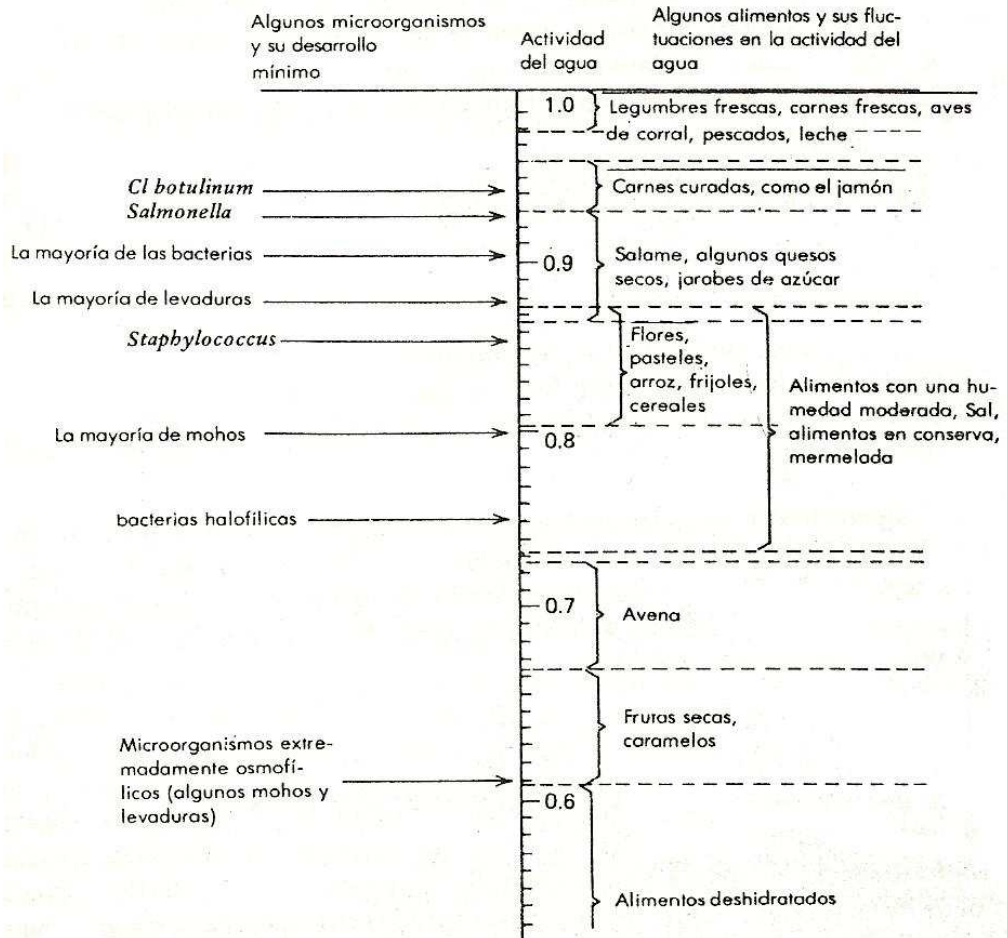 Algunos microorganismos
y su desarrollo
mínimo
Actividad
del agua
Algunos alimentos y sus fluc-
tuaciones en la actividad del
agua
1.0
Legumbres frescas, carnes frescas, aves
de corral, pescados, leche
Cl botulinum
Carnes curadas, como el jamón
Salmonella
La mayoría de las bacterias
0.9
Salame, algunos quesos
secos, jarabes de azúcar
La mayoría de levaduras
Staphylococcus
Flores,
pasteles,
arroz, frijoles,
cereales
Alimentos con una hu-
medad moderada, Sal,
alimentos en conserva,
mermelada
La mayoría de mohos
0.8
bacterias halofílicas
0.7
Avena
Frutas secas,
caramelos
Microorganismos extre-
madamente osmofí-
licos (algunos mohos y
levaduras)
0.6
Alimentos deshidratados